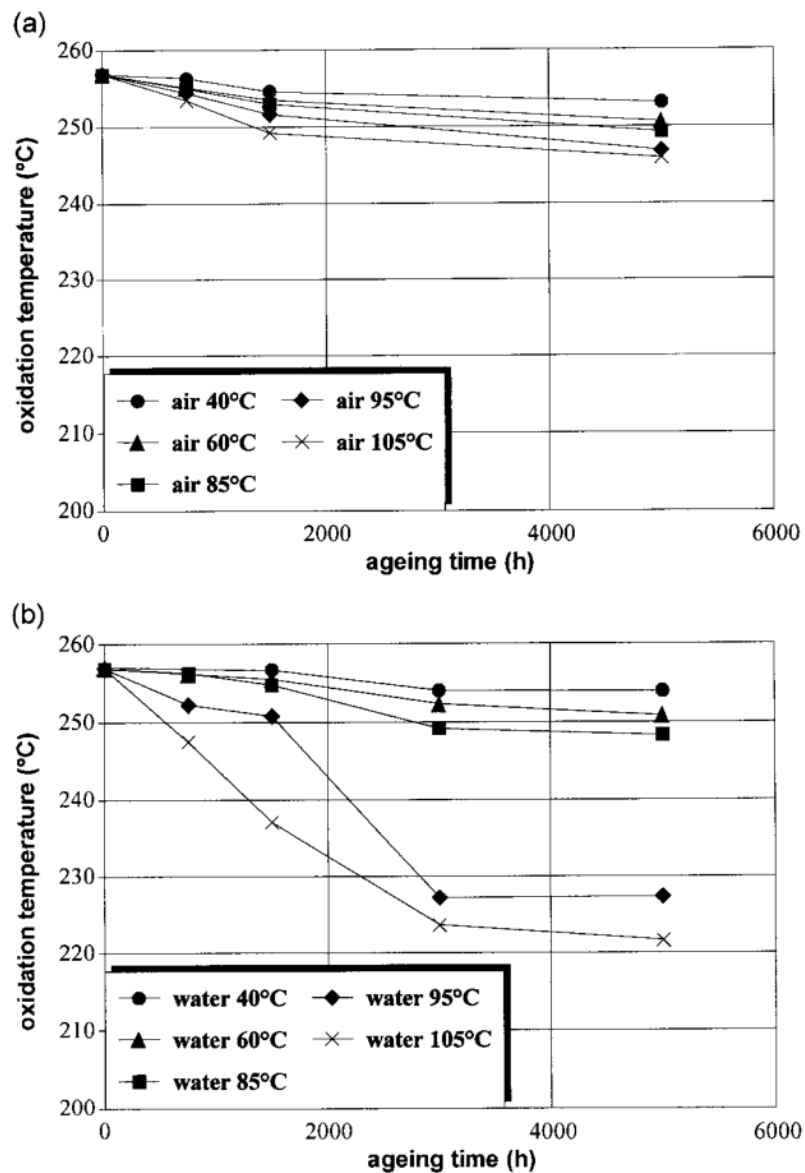 (a)
260
250
240
230
220
210
200
oxidation temperature (°C)
air 40°C
air 95°C
air 60°C
air 105°C
air 85°C
0
2000
4000
6000
ageing time (h)
(b)
260
250
240
230
220
210
200
oxidation temperature (°C)
water 40°C
water 95°C
water 60°C
water 105°C
water 85°C
0
2000
4000
6000
ageing time (h)